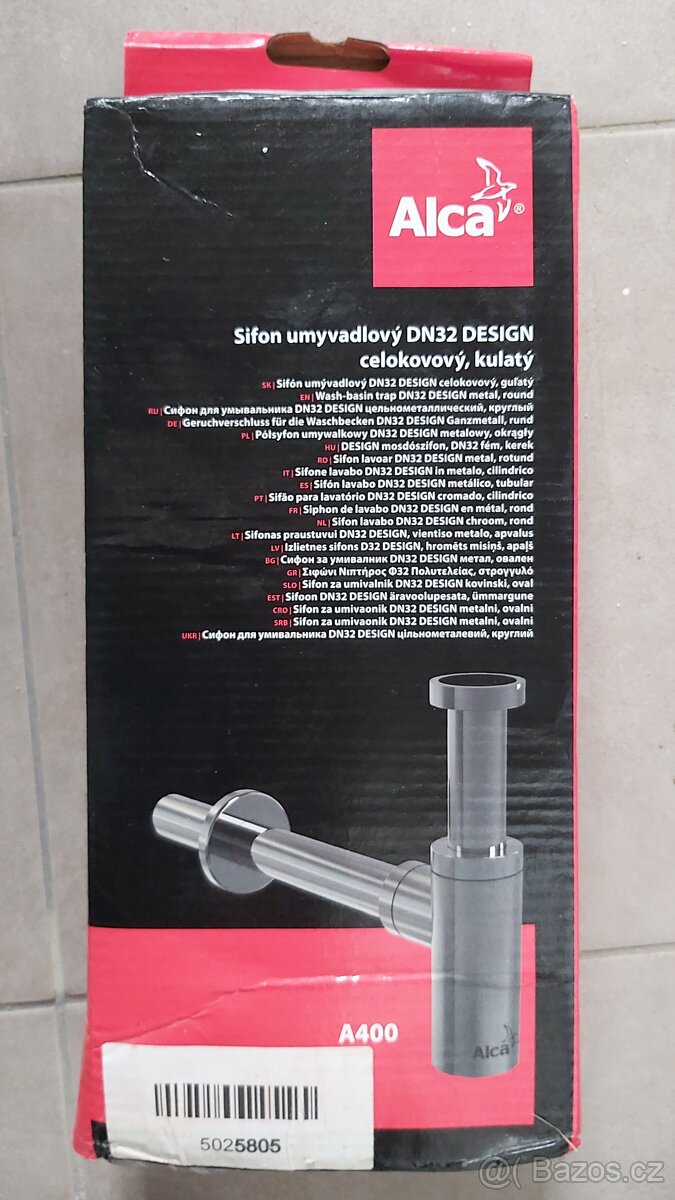 Alca®
Sifon umyvadlový DN32 DESIGN
celokovový, kulatý
SK | Sifón umývadlový DN32 DESIGN celokovový, guľatý
EN | Wash-basin trap DN32 DESIGN metal, round
RU | Сифон для умывальника DN32 DESIGN цельнометаллический, круглый
DE | Geruchverschluss für die Waschbecken DN32 DESIGN Ganzmetall, rund
PL | Półsyfon umywalkowy DN32 DESIGN metalowy, okrągły
HU | DESIGN mosdószifon, DN32 fém, kerek
RO | Sifon lavoar DN32 DESIGN metal, rotund
IT | Sifone lavabo DN32 DESIGN in metalo, cilindrico
ES | Sifón lavabo DN32 DESIGN metálico, tubular
PT | Sifão para lavatório DN32 DESIGN cromado, cilindrico
FR | Siphon de lavabo DN32 DESIGN en métal, rond
NL | Sifon lavabo DN32 DESIGN chroom, rond
LT | Sifonas praustuvui DN32 DESIGN, vientiso metalo, apvalus
LV | Izlietnes sifons D32 DESIGN, hromēts misiņš, apaļš
BG | Сифон за умивалник DN32 DESIGN метал, овален
GR | Σιφώνι Νιπτήρος Φ32 Πολυτελείας, στρογγυλό
SLO | Sifon za umivalnik DN32 DESIGN kovinski, oval
EST | Sifoon DN32 DESIGN äravoolupesata, ümmargune
CRO | Sifon za umivaonik DN32 DESIGN metalni, ovalni
SRB | Sifon za umivaonik DN32 DESIGN metalni, ovalni
UKR | Сифон для умивальника DN32 DESIGN цільнометалевий, круглий
A400
Alca
5025805
@ Bazos.cz